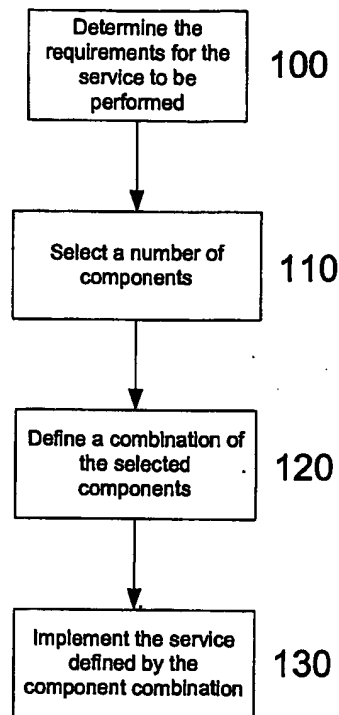 Determine the
requirements for the
service to be
performed
100
Select a number of
components
110
Define a combination of
the selected
components
120
Implement the service
defined by the
component combination
130